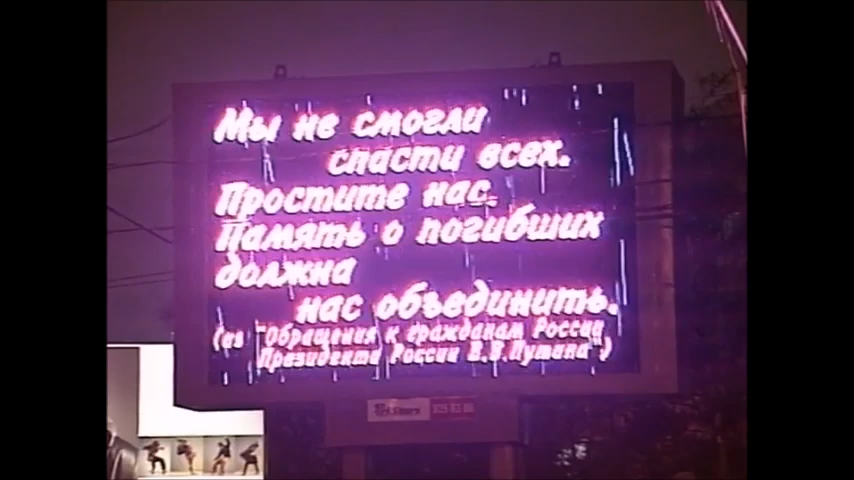 Мы не смогли
спасти всех.
Простите нас.
Память о погибших
должна
нас объединить.
(из "Обращения к гражданам России
Президента России В.В.Путина")